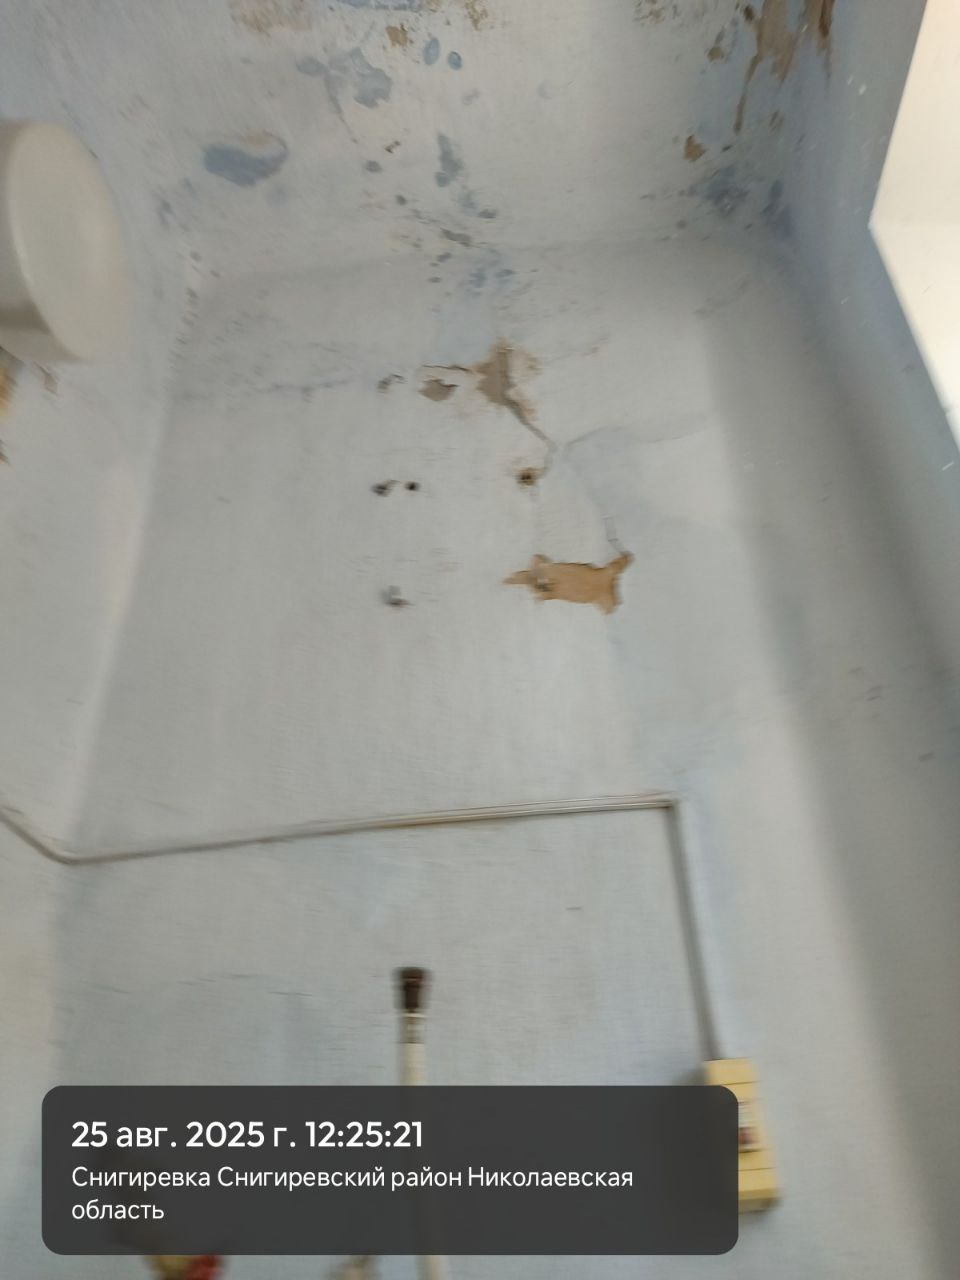 25 авг. 2025 г. 12:25:21
Снигиревка Снигиревский район Николаевская
область